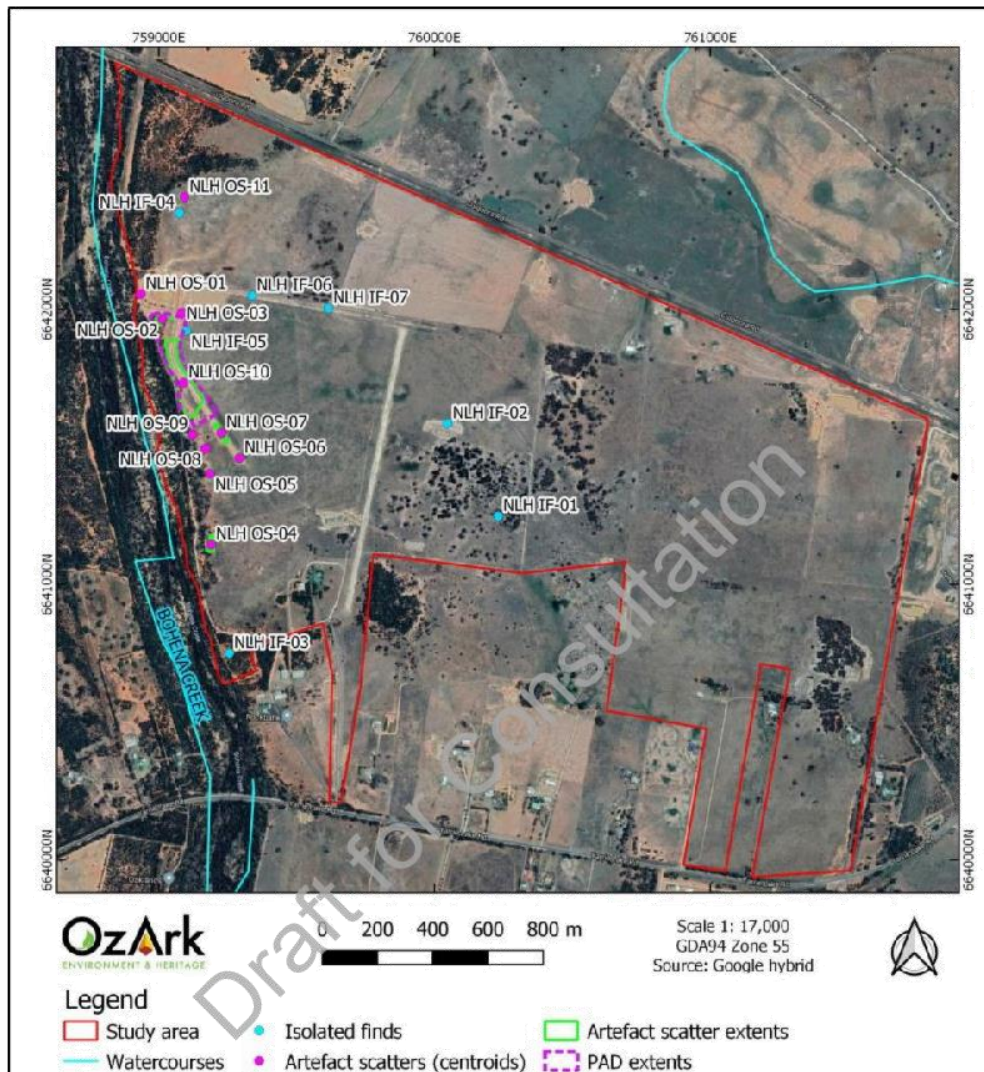 759000E
760000E
761000E
NLH OS-11
NLH IF-04
NLH OS-01
NLH IF-06
NLH IF-07
6642000N
6642000N
NLH OS-03
NLH OS-02
NLH IF-05
NLH OS-10
NLH IF-02
NLH OS-07
NLH OS-09
NLH OS-06
NLH OS-08
NLH OS-05
NLH IF-01
NLH OS-04
6641000N
6641000N
NLH IF-03
BOHENA CREEK
6640000N
6640000N
Draft for Consultation
OzArk
ENVIRONMENT & HERITAGE
0 200 400 600 800 m
Scale 1: 17,000
GDA94 Zone 55
Source: Google hybrid
Legend
Study area
Isolated finds
Artefact scatter extents
Watercourses
Artefact scatters (centroids)
PAD extents